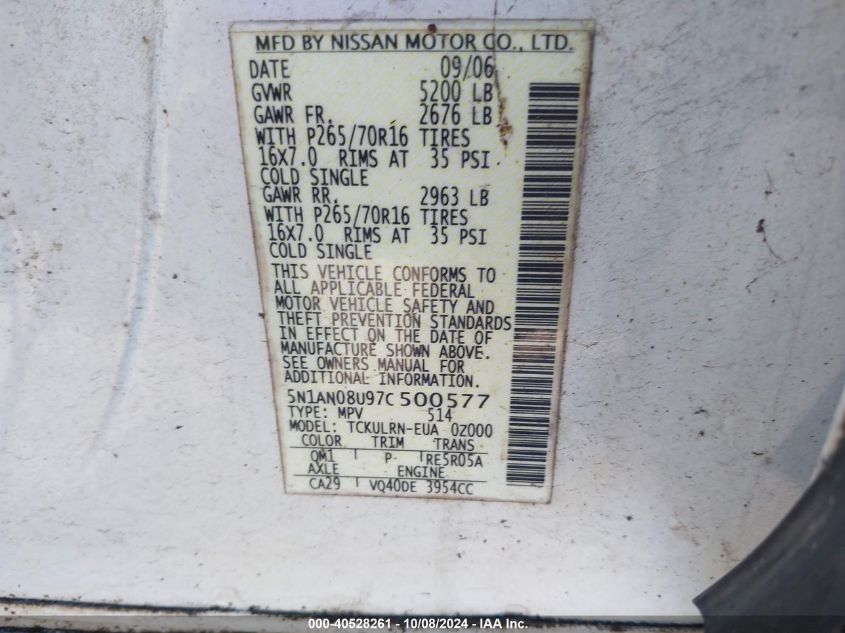 MFD BY NISSAN MOTOR CO., LTD.
DATE 09/06
GVWR 5200 LB
GAWR FR. 2676 LB
WITH P265/70R16 TIRES
16X7.0 RIMS AT 35 PSI
COLD SINGLE
GAWR RR. 2963 LB
WITH P265/70R16 TIRES
16X7.0 RIMS AT 35 PSI
COLD SINGLE
THIS VEHICLE CONFORMS TO
ALL APPLICABLE FEDERAL
MOTOR VEHICLE SAFETY AND
THEFT PREVENTION STANDARDS
IN EFFECT ON THE DATE OF
MANUFACTURE SHOWN ABOVE.
SEE OWNERS MANUAL FOR
ADDITIONAL INFORMATION.
5N1AN08U97C500577
TYPE: MPV 514
MODEL: TCKULRN-EUA 0Z000
COLOR TRIM TRANS
QM1 P RE5R05A
AXLE ENGINE
CA29 VQ40DE 3954CC
000-40528261 - 10/08/2024 - IAA Inc.